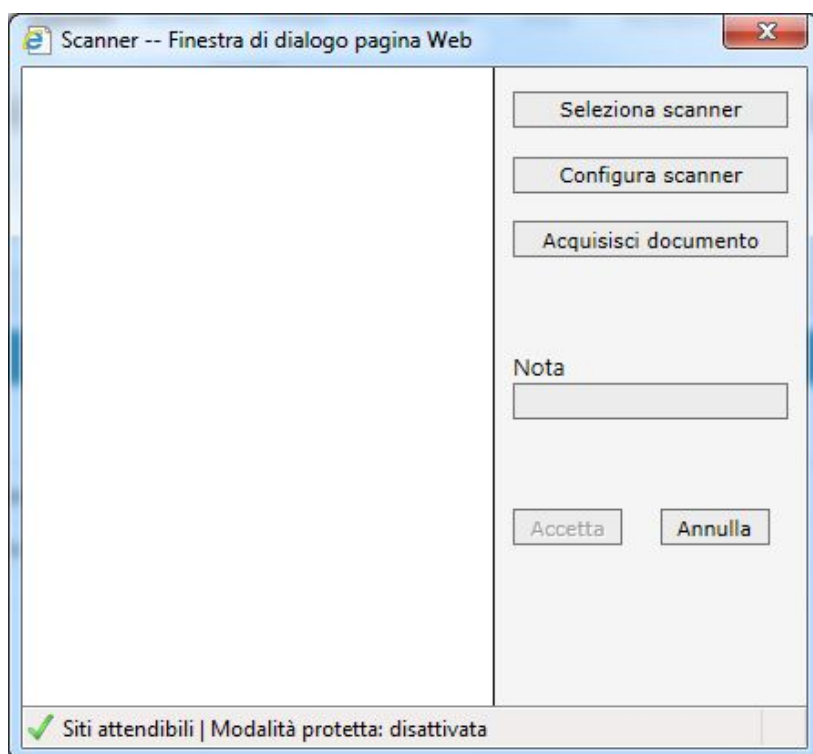 Scanner -- Finestra di dialogo pagina Web
Seleziona scanner
Configura scanner
Acquisisci documento
Nota
Accetta Annulla
Siti attendibili | Modalità protetta: disattivata